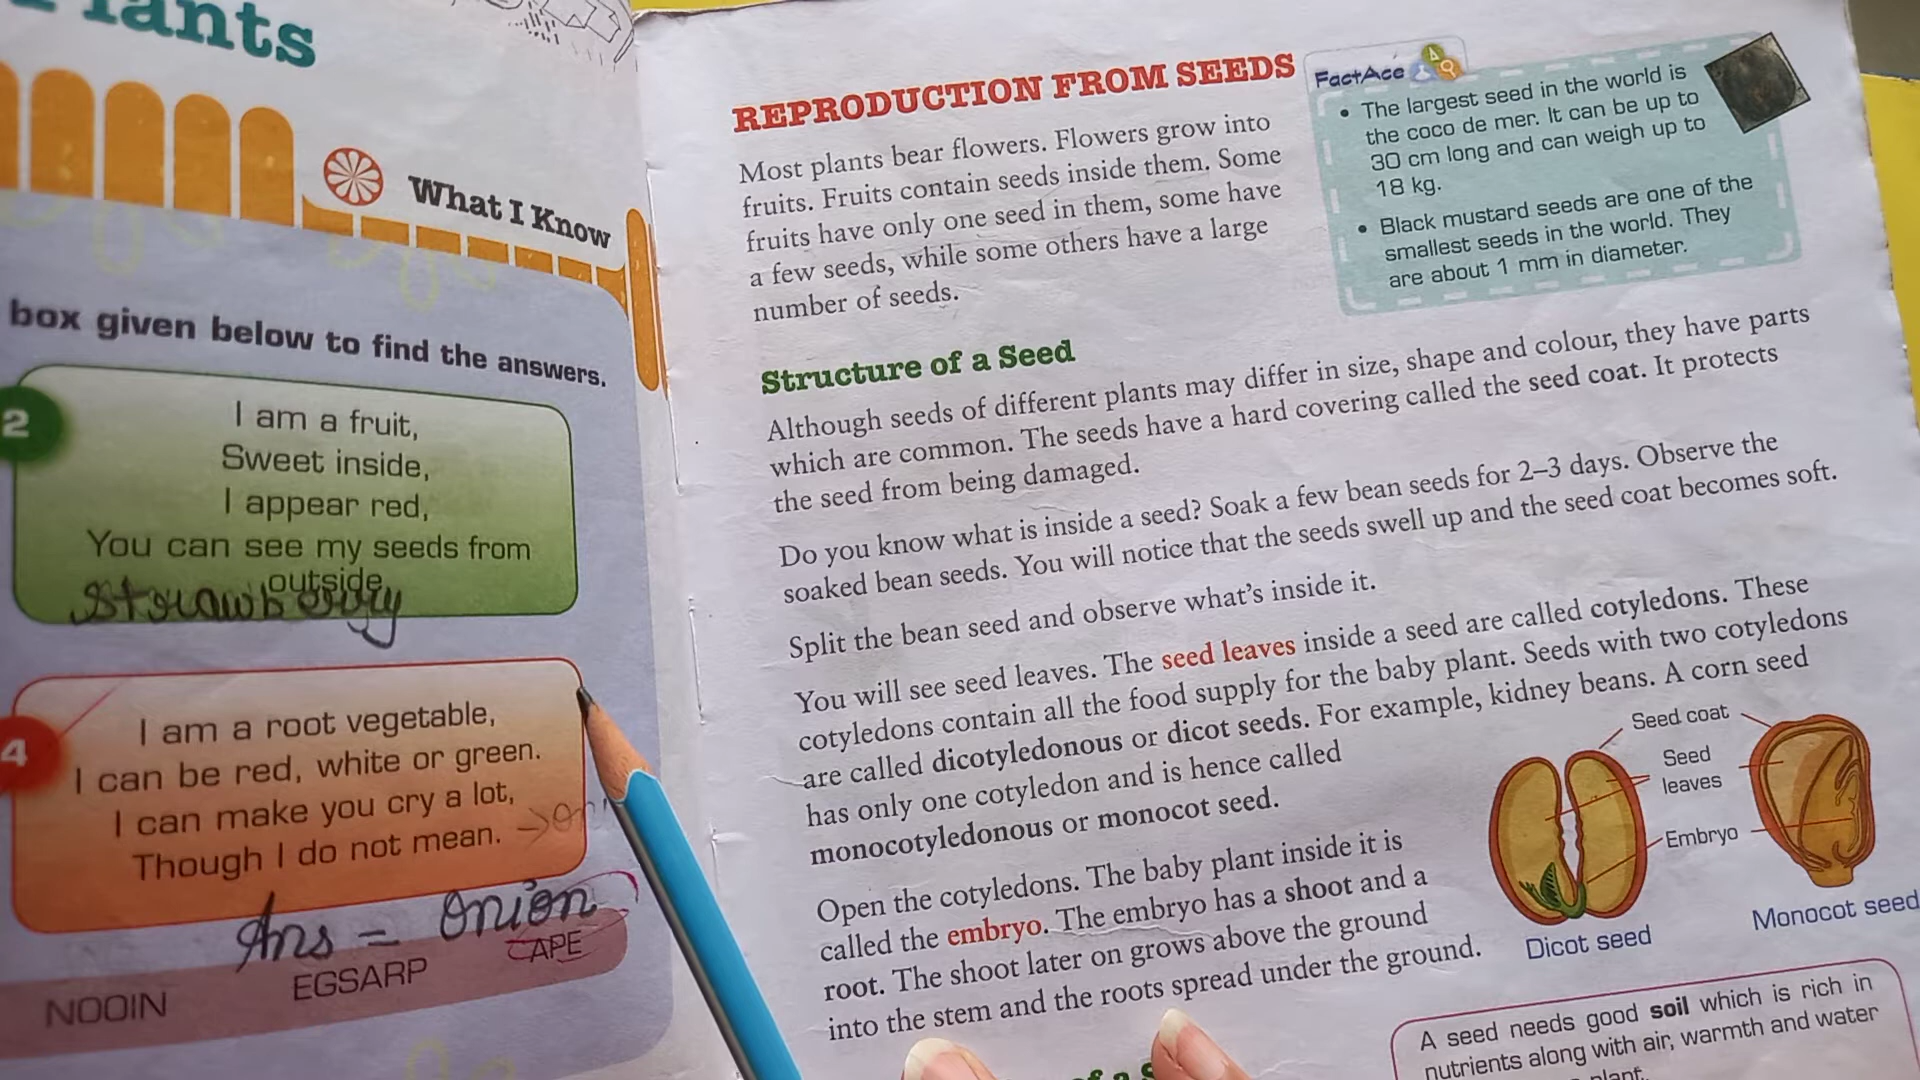 Plants
What I Know
box given below to find the answers.
2
I am a fruit,
Sweet inside,
I appear red,
You can see my seeds from
outside
strawberry
4
I am a root vegetable,
I can be red, white or green.
I can make you cry a lot,
Though I do not mean.
Ans = onion
NOOIN EGSARP CAPE
REPRODUCTION FROM SEEDS
Most plants bear flowers. Flowers grow into
fruits. Fruits contain seeds inside them. Some
fruits have only one seed in them, some have
a few seeds, while some others have a large
number of seeds.
FactAce
• The largest seed in the world is
the coco de mer. It can be up to
30 cm long and can weigh up to
18 kg.
• Black mustard seeds are one of the
smallest seeds in the world. They
are about 1 mm in diameter.
Structure of a Seed
Although seeds of different plants may differ in size, shape and colour, they have parts
which are common. The seeds have a hard covering called the seed coat. It protects
the seed from being damaged.
Do you know what is inside a seed? Soak a few bean seeds for 2–3 days. Observe the
soaked bean seeds. You will notice that the seeds swell up and the seed coat becomes soft.
Split the bean seed and observe what's inside it.
You will see seed leaves. The seed leaves inside a seed are called cotyledons. These
cotyledons contain all the food supply for the baby plant. Seeds with two cotyledons
are called dicotyledonous or dicot seeds. For example, kidney beans. A corn seed
has only one cotyledon and is hence called
monocotyledonous or monocot seed.
Open the cotyledons. The baby plant inside it is
called the embryo. The embryo has a shoot and a
root. The shoot later on grows above the ground
into the stem and the roots spread under the ground.
Seed coat
Seed
leaves
Embryo
Dicot seed
Monocot seed
A seed needs good soil which is rich in
nutrients along with air, warmth and water
plant.